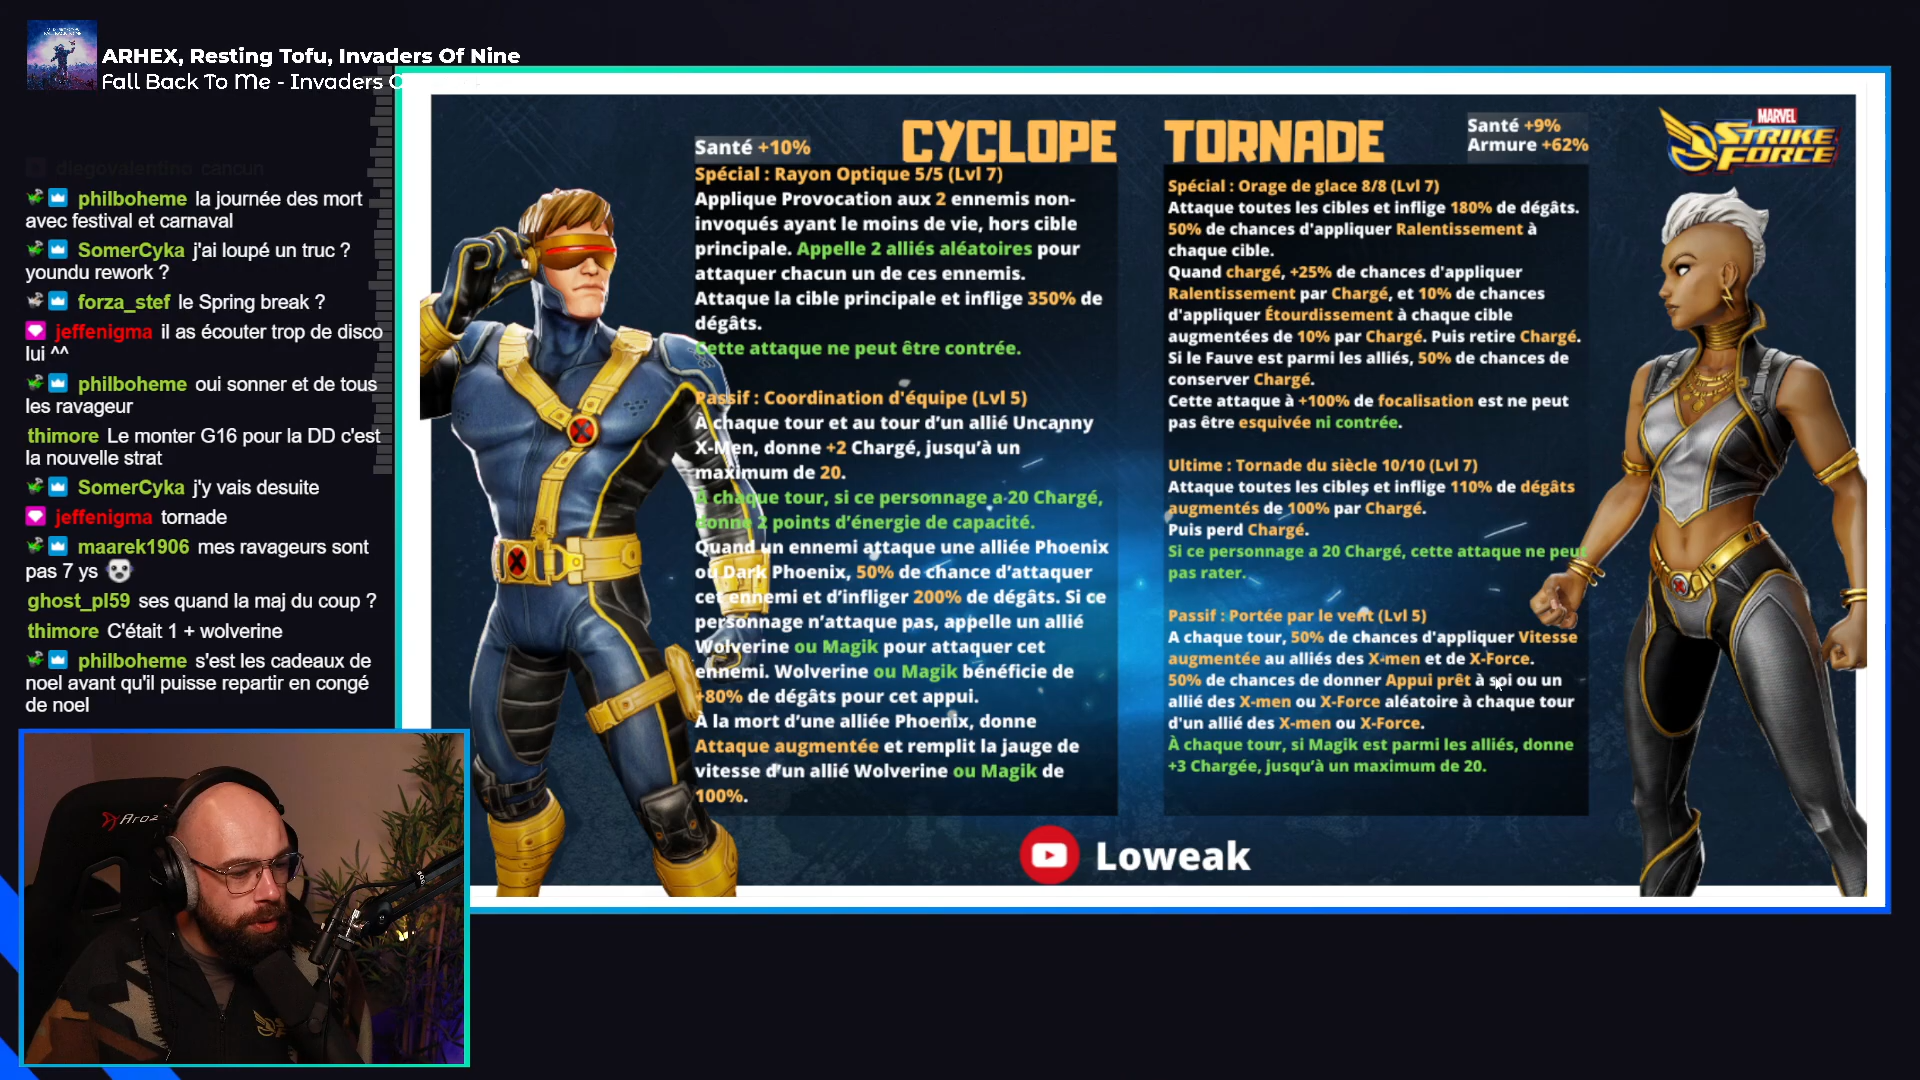 ARHEX, Resting Tofu, Invaders Of Nine
Fall Back To Me - Invaders
diegovalentino cancun
philboheme la journée des mort
avec festival et carnaval
SomerCyka j'ai loupé un truc ?
youndu rework ?
forza_stef le Spring break ?
jeffenigma il as écouter trop de disco
lui ^^
philboheme oui sonner et de tous
les ravageur
thimore Le monter G16 pour la DD c'est
la nouvelle strat
SomerCyka j'y vais desuite
jeffenigma tornade
maarek1906 mes ravageurs sont
pas 7 ys
ghost_pl59 ses quand la maj du coup ?
thimore C'était 1 + wolverine
philboheme s'est les cadeaux de
noel avant qu'il puisse repartir en congé
de noel
Santé +10%
CYCLOPE
Spécial : Rayon Optique 5/5 (Lvl 7)
Applique Provocation aux 2 ennemis non-
invoqués ayant le moins de vie, hors cible
principale. Appelle 2 alliés aléatoires pour
attaquer chacun un de ces ennemis.
Attaque la cible principale et inflige 350% de
dégâts.
Cette attaque ne peut être contrée.
Passif : Coordination d'équipe (Lvl 5)
À chaque tour et au tour d'un allié Uncanny
X-Men, donne +2 Chargé, jusqu'à un
maximum de 20.
À chaque tour, si ce personnage a 20 Chargé,
donne 2 points d'énergie de capacité.
Quand un ennemi attaque une alliée Phoenix
ou Dark Phoenix, 50% de chance d'attaquer
cet ennemi et d'infliger 200% de dégâts. Si ce
personnage n'attaque pas, appelle un allié
Wolverine ou Magik pour attaquer cet
ennemi. Wolverine ou Magik bénéficie de
+80% de dégâts pour cet appui.
À la mort d'une alliée Phoenix, donne
Attaque augmentée et remplit la jauge de
vitesse d'un allié Wolverine ou Magik de
100%.
TORNADE
Santé +9%
Armure +62%
MARVEL
STRIKE
FORCE
Spécial : Orage de glace 8/8 (Lvl 7)
Attaque toutes les cibles et inflige 180% de dégâts.
50% de chances d'appliquer Ralentissement à
chaque cible.
Quand chargé, +25% de chances d'appliquer
Ralentissement par Chargé, et 10% de chances
d'appliquer Étourdissement à chaque cible
augmentées de 10% par Chargé. Puis retire Chargé.
Si le Fauve est parmi les alliés, 50% de chances de
conserver Chargé.
Cette attaque à +100% de focalisation est ne peut
pas être esquivée ni contrée.
Ultime : Tornade du siècle 10/10 (Lvl 7)
Attaque toutes les cibles et inflige 110% de dégâts
augmentés de 100% par Chargé.
Puis perd Chargé.
Si ce personnage a 20 Chargé, cette attaque ne peut
pas rater.
Passif : Portée par le vent (Lvl 5)
A chaque tour, 50% de chances d'appliquer Vitesse
augmentée au alliés des X-men et de X-Force.
50% de chances de donner Appui prêt à soi ou un
allié des X-men ou X-Force aléatoire à chaque tour
d'un allié des X-men ou X-Force.
À chaque tour, si Magik est parmi les alliés, donne
+3 Chargée, jusqu'à un maximum de 20.
Loweak